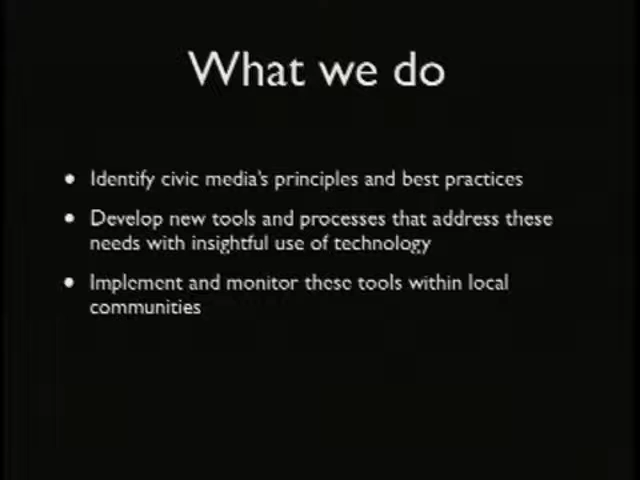 What we do
• Identify civic media's principles and best practices
• Develop new tools and processes that address these
needs with insightful use of technology
• Implement and monitor these tools within local
communities